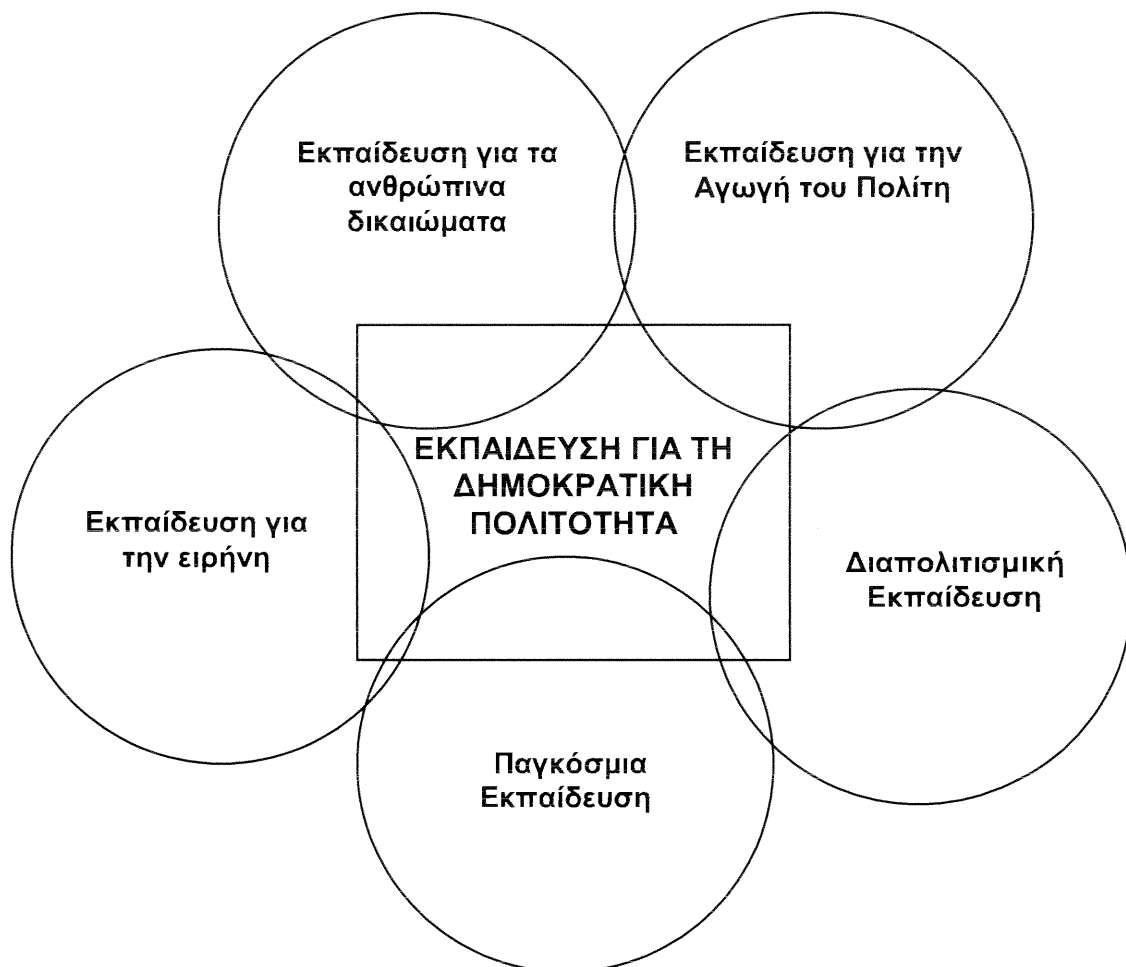 Εκπαίδευση για τα
ανθρώπινα
δικαιώματα
Εκπαίδευση για την
Αγωγή του Πολίτη
ΕΚΠΑΙΔΕΥΣΗ ΓΙΑ ΤΗ
ΔΗΜΟΚΡΑΤΙΚΗ
ΠΟΛΙΤΟΤΗΤΑ
Εκπαίδευση για
την ειρήνη
Διαπολιτισμική
Εκπαίδευση
Παγκόσμια
Εκπαίδευση